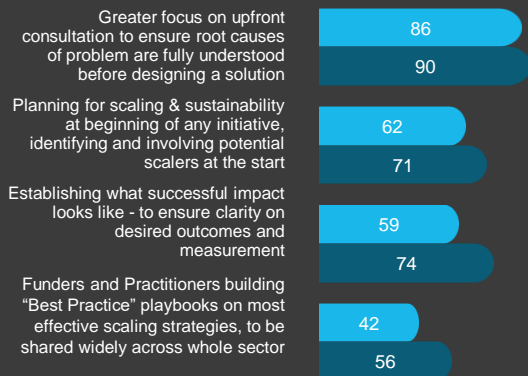 Greater focus on upfront
consultation to ensure root causes
of problem are fully understood
before designing a solution
86
90
Planning for scaling & sustainability
at beginning of any initiative,
identifying and involving potential
scalers at the start
62
71
Establishing what successful impact
looks like - to ensure clarity on
desired outcomes and
measurement
59
74
Funders and Practitioners building
“Best Practice” playbooks on most
effective scaling strategies, to be
shared widely across whole sector
42
56